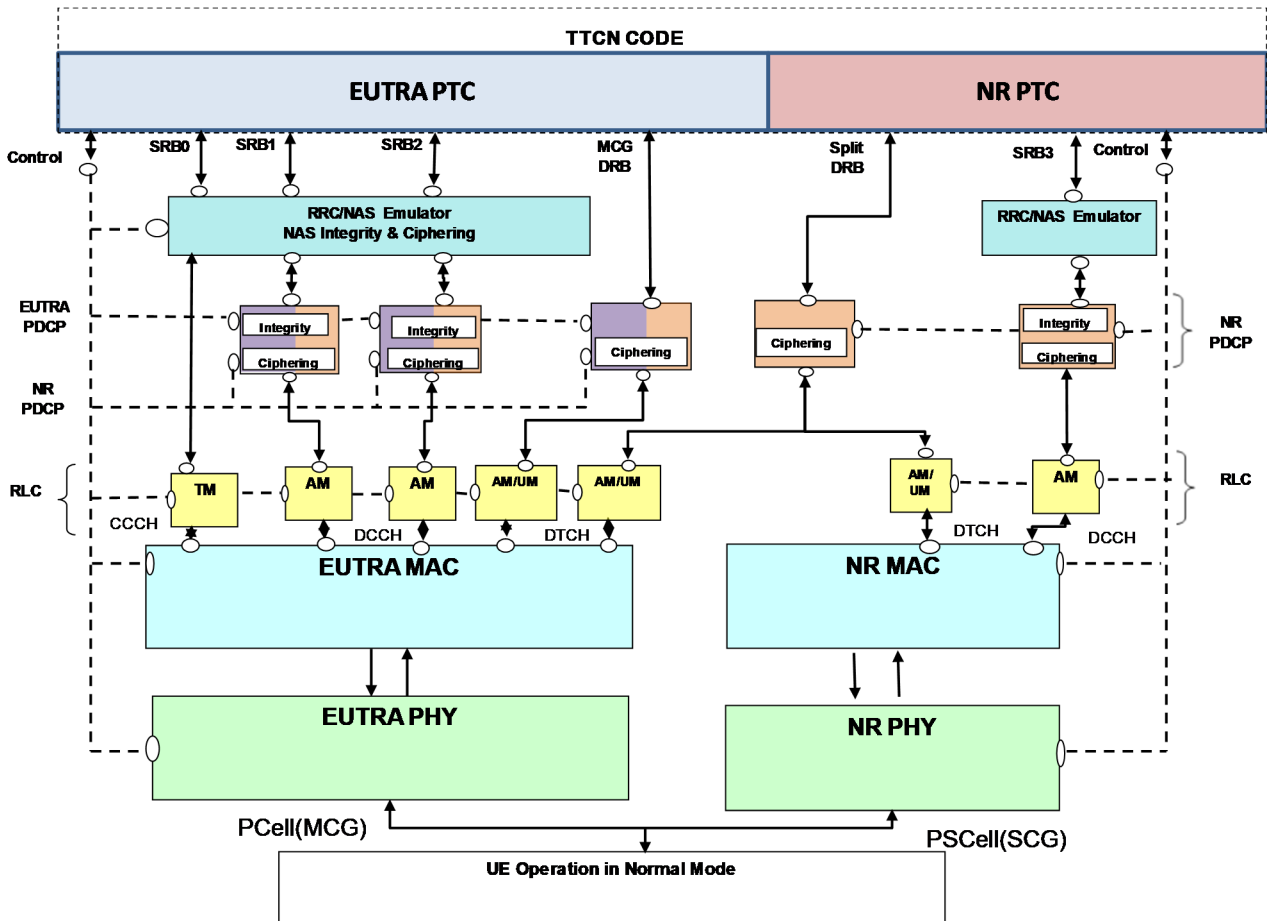 TTCN CODE
EUTRA PTC
NR PTC
Control
SRB0
SRB1
SRB2
MCG
DRB
Split
DRB
SRB3
Control
RRC/NAS Emulator
NAS Integrity & Ciphering
RRC/NAS Emulator
EUTRA
PDCP
Integrity
Ciphering
Integrity
Ciphering
Ciphering
Ciphering
Integrity
Ciphering
NR
PDCP
NR
PDCP
RLC
TM
AM
AM
AM/UM
AM/UM
AM/
UM
AM
RLC
CCCH
DCCH
DTCH
DTCH
DCCH
EUTRA MAC
NR MAC
EUTRA PHY
NR PHY
PCell(MCG)
PSCell(SCG)
UE Operation in Normal Mode